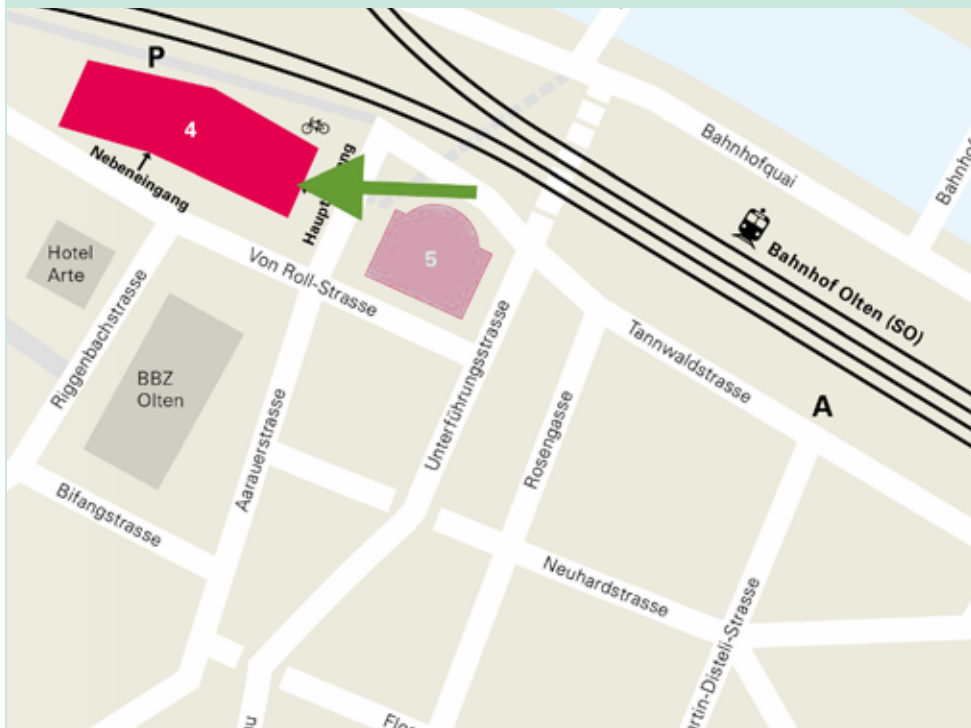 P
4
Nebeneingang
Bahnhofquai
Hotel
Arte
Von Roll-Strasse
5
Bahnhof Olten (SO)
Riggenbachstrasse
BBZ
Olten
Aarauerstrasse
Unterführungsstrasse
Rosengasse
Tannwaldstrasse
A
Bifangstrasse
Neuhardstrasse